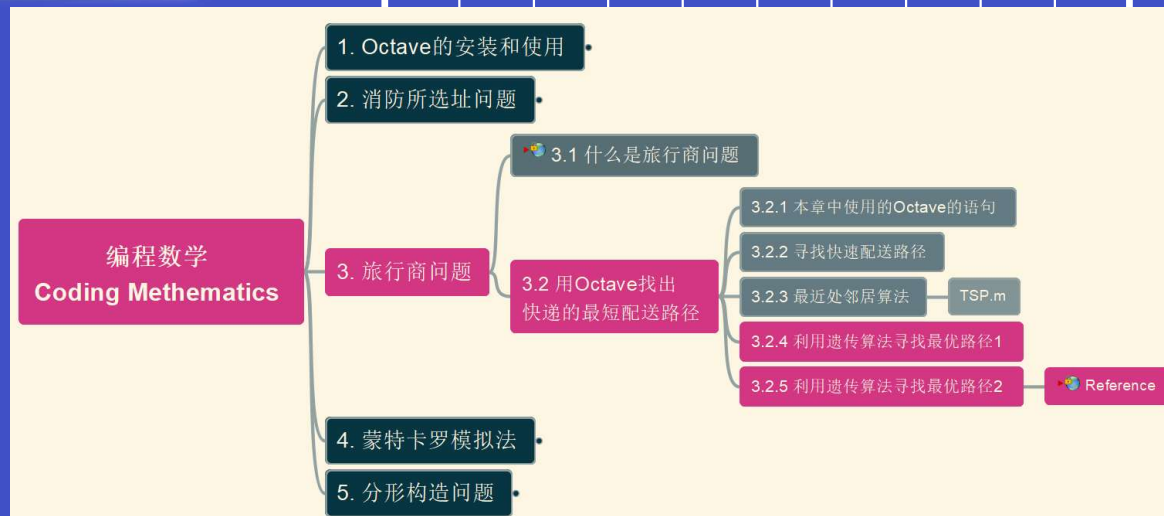 编程数学
Coding Methematics
1. Octave的安装和使用
2. 消防所选址问题
3. 旅行商问题
3.1 什么是旅行商问题
3.2 用Octave找出
快递的最短配送路径
3.2.1 本章中使用的Octave的语句
3.2.2 寻找快速配送路径
3.2.3 最近处邻居算法
TSP.m
3.2.4 利用遗传算法寻找最优路径1
3.2.5 利用遗传算法寻找最优路径2
Reference
4. 蒙特卡罗模拟法
5. 分形构造问题